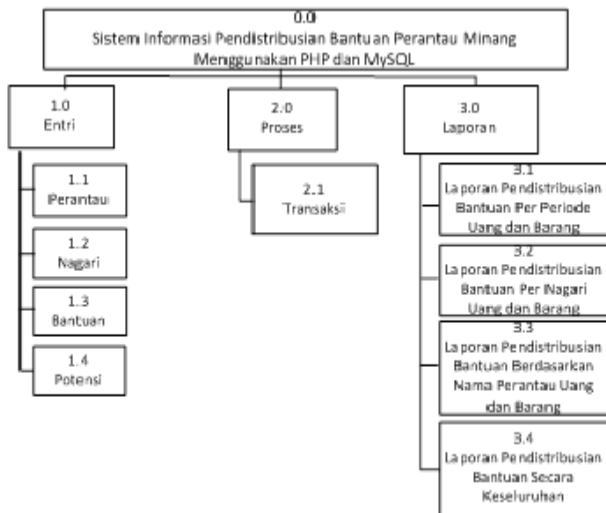 0.0
Sistem Informasi Pendistribusian Bantuan Perantau Minang
Menggunakan PHP dan MySQL
1.0
Entri
2.0
Proses
3.0
Laporan
1.1
Perantau
1.2
Nagari
1.3
Bantuan
1.4
Potensi
2.1
Transaksi
3.1
Laporan Pendistribusian
Bantuan Per Periode
Uang dan Barang
3.2
Laporan Pendistribusian
Bantuan Per Nagari
Uang dan Barang
3.3
Laporan Pendistribusian
Bantuan Berdasarkan
Nama Perantau Uang
dan Barang
3.4
Laporan Pendistribusian
Bantuan Secara
Keseluruhan